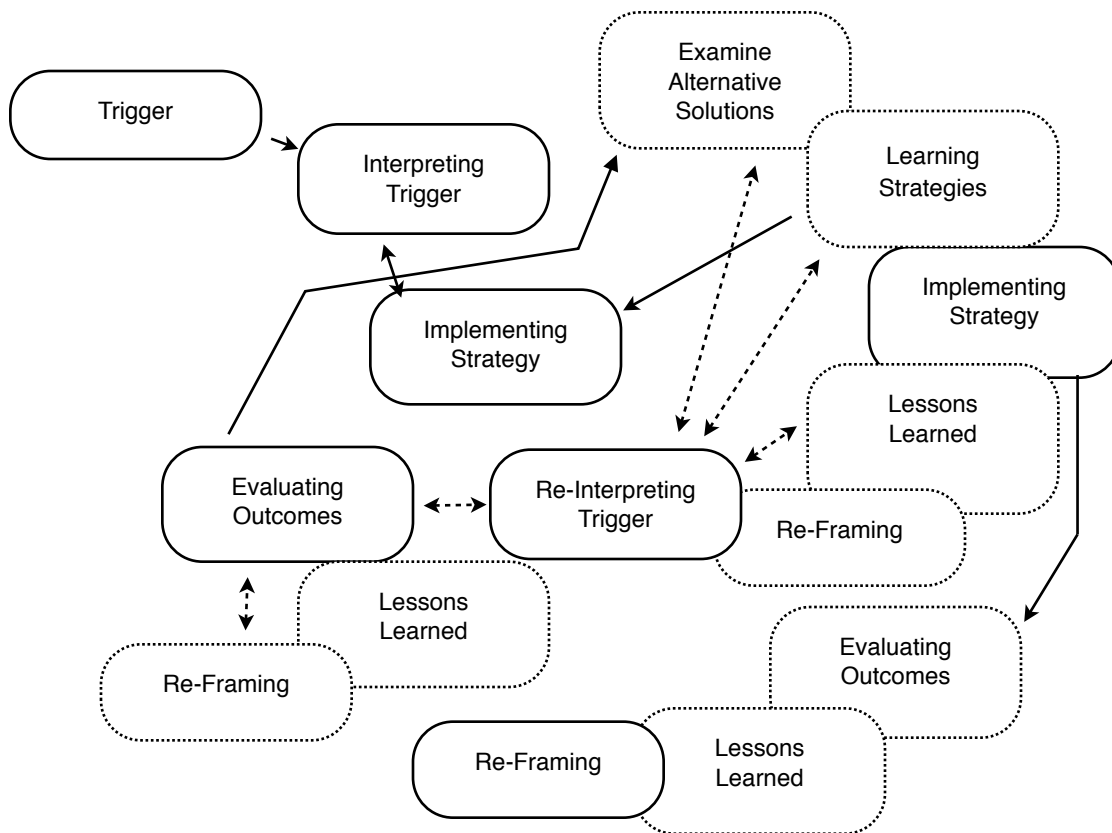 Trigger
Interpreting
Trigger
Examine
Alternative
Solutions
Learning
Strategies
Implementing
Strategy
Implementing
Strategy
Lessons
Learned
Evaluating
Outcomes
Re-Interpreting
Trigger
Re-Framing
Lessons
Learned
Re-Framing
Evaluating
Outcomes
Re-Framing
Lessons
Learned